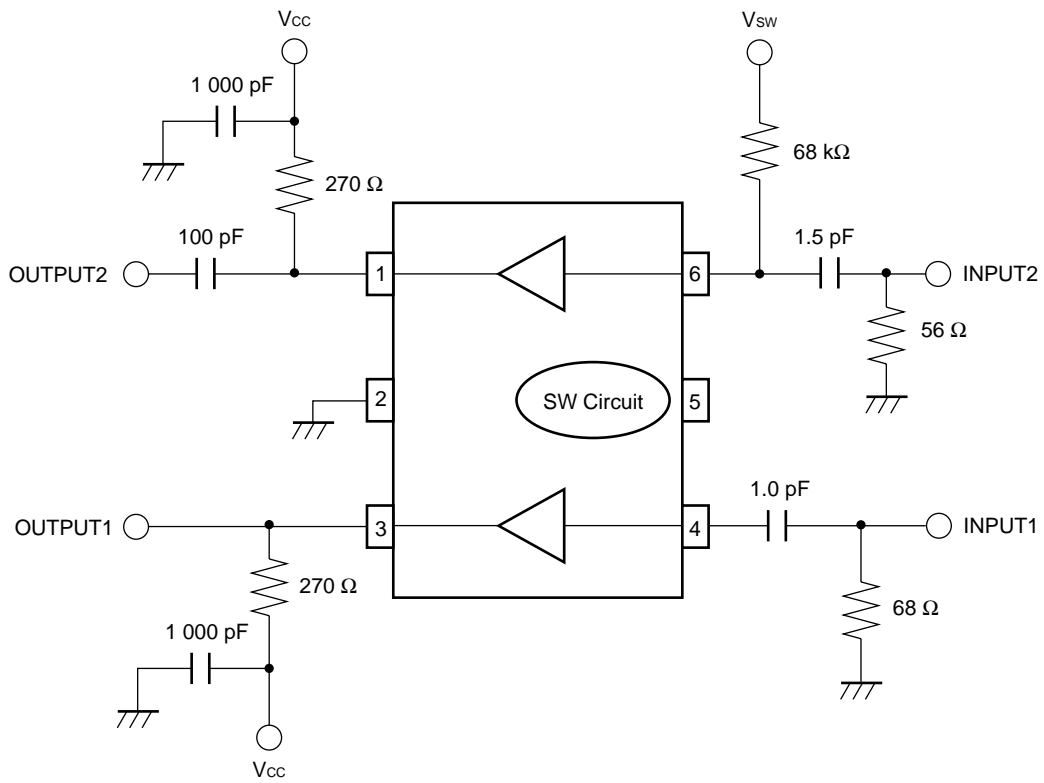 VCC
VSW
1 000 pF
68 kΩ
270 Ω
100 pF
1.5 pF
OUTPUT2
1
6
INPUT2
56 Ω
2
SW Circuit
5
1.0 pF
OUTPUT1
3
4
INPUT1
270 Ω
68 Ω
1 000 pF
VCC